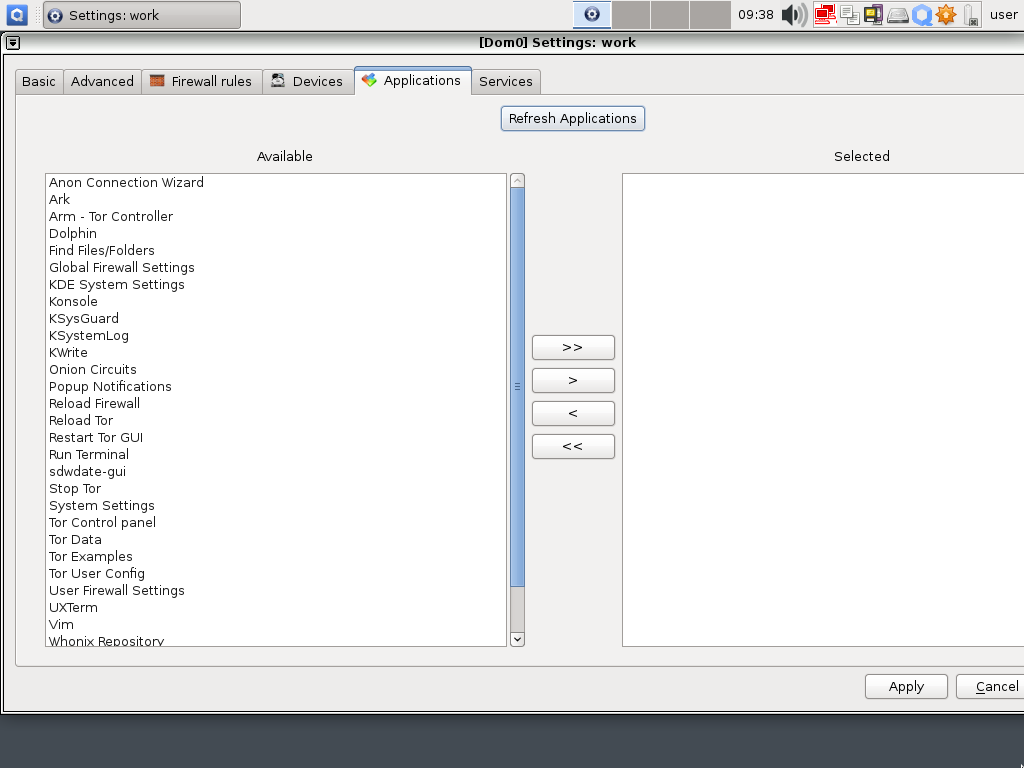 Settings: work
09:38
user
[Dom0] Settings: work
Basic
Advanced
Firewall rules
Devices
Applications
Services
Refresh Applications
Available
Selected
Anon Connection Wizard
Ark
Arm - Tor Controller
Dolphin
Find Files/Folders
Global Firewall Settings
KDE System Settings
Konsole
KSysGuard
KSystemLog
KWrite
Onion Circuits
Popup Notifications
Reload Firewall
Reload Tor
Restart Tor GUI
Run Terminal
sdwdate-gui
Stop Tor
System Settings
Tor Control panel
Tor Data
Tor Examples
Tor User Config
User Firewall Settings
UXTerm
Vim
Whonix Repository
>>
>
<
<<
Apply
Cancel